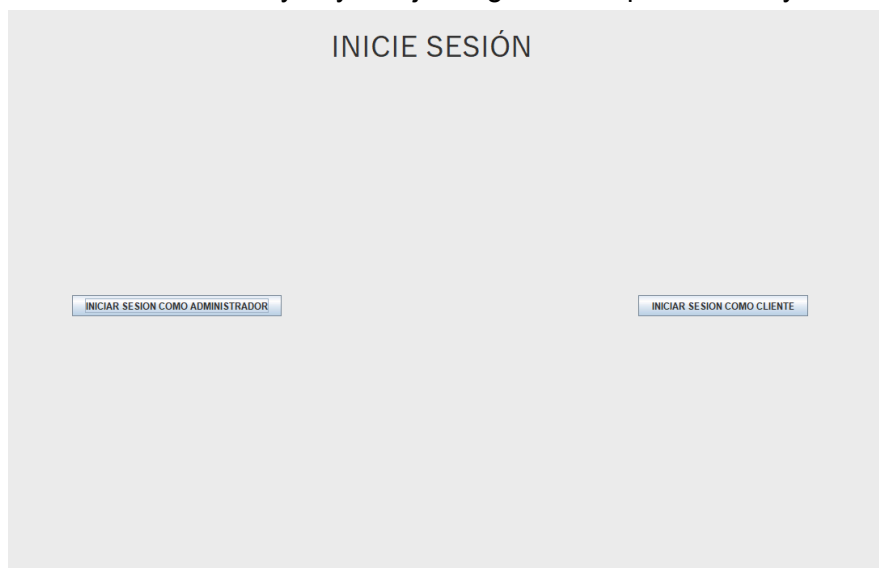 INICIE SESIÓN
INICIAR SESION COMO ADMINISTRADOR
INICIAR SESION COMO CLIENTE